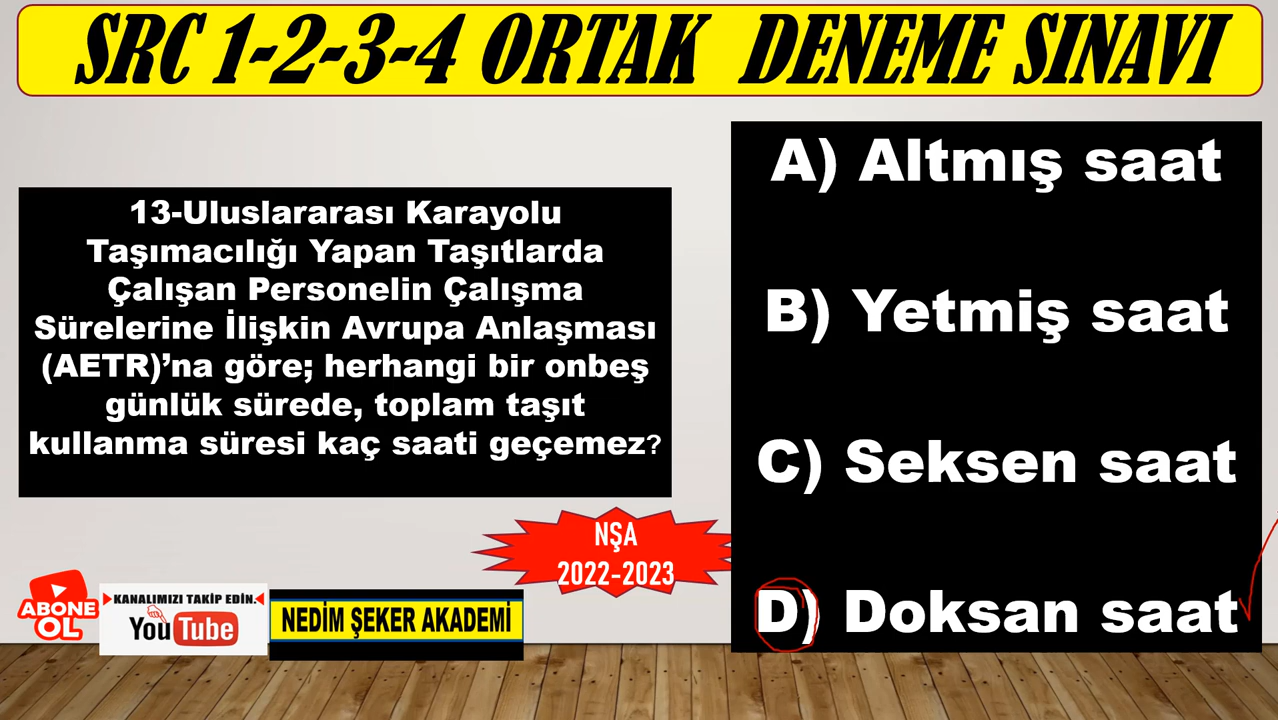 SRC 1-2-3-4 ORTAK DENEME SINAVI
13-Uluslararası Karayolu
Taşımacılığı Yapan Taşıtlarda
Çalışan Personelin Çalışma
Sürelerine İlişkin Avrupa Anlaşması
(AETR)’na göre; herhangi bir onbeş
günlük sürede, toplam taşıt
kullanma süresi kaç saati geçemez?
A) Altmış saat
B) Yetmiş saat
C) Seksen saat
D) Doksan saat
NŞA
2022-2023
ABONE
OL
KANALIMIZI TAKİP EDİN.
YouTube
NEDİM ŞEKER AKADEMİ